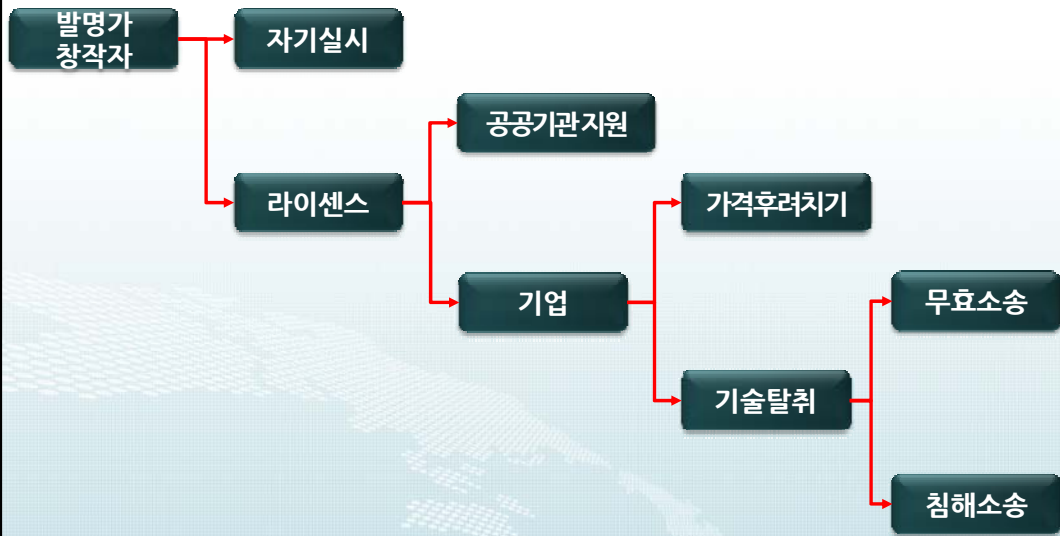 발명가
창작자
자기실시
공공기관지원
라이센스
가격후려치기
기업
무효소송
기술탈취
침해소송